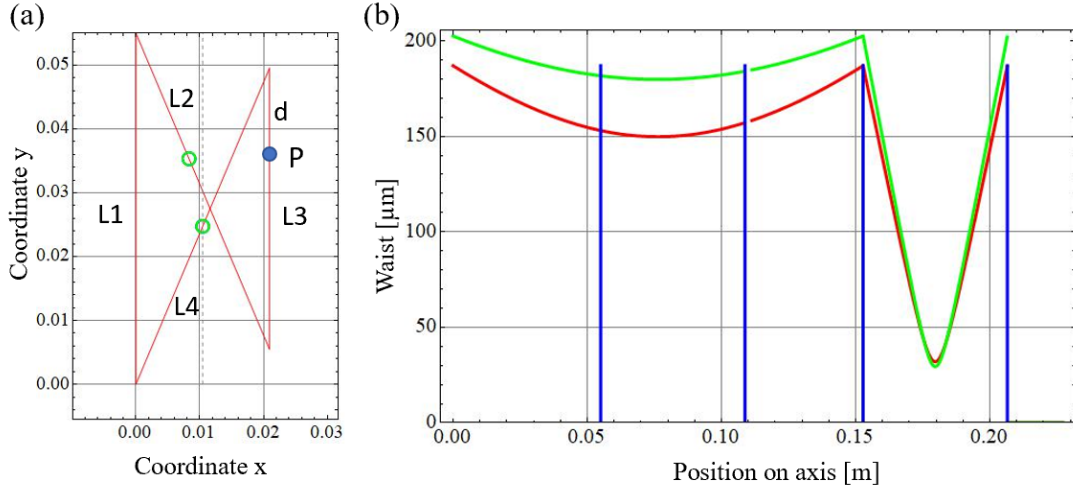 (a)
0.05
0.04
0.03
0.02
0.01
0.00
Coordinate y
L2
d
P
L1
L3
L4
0.00
0.01
0.02
0.03
Coordinate x
(b)
200
150
100
50
0
Waist [μm]
0.00
0.05
0.10
0.15
0.20
Position on axis [m]